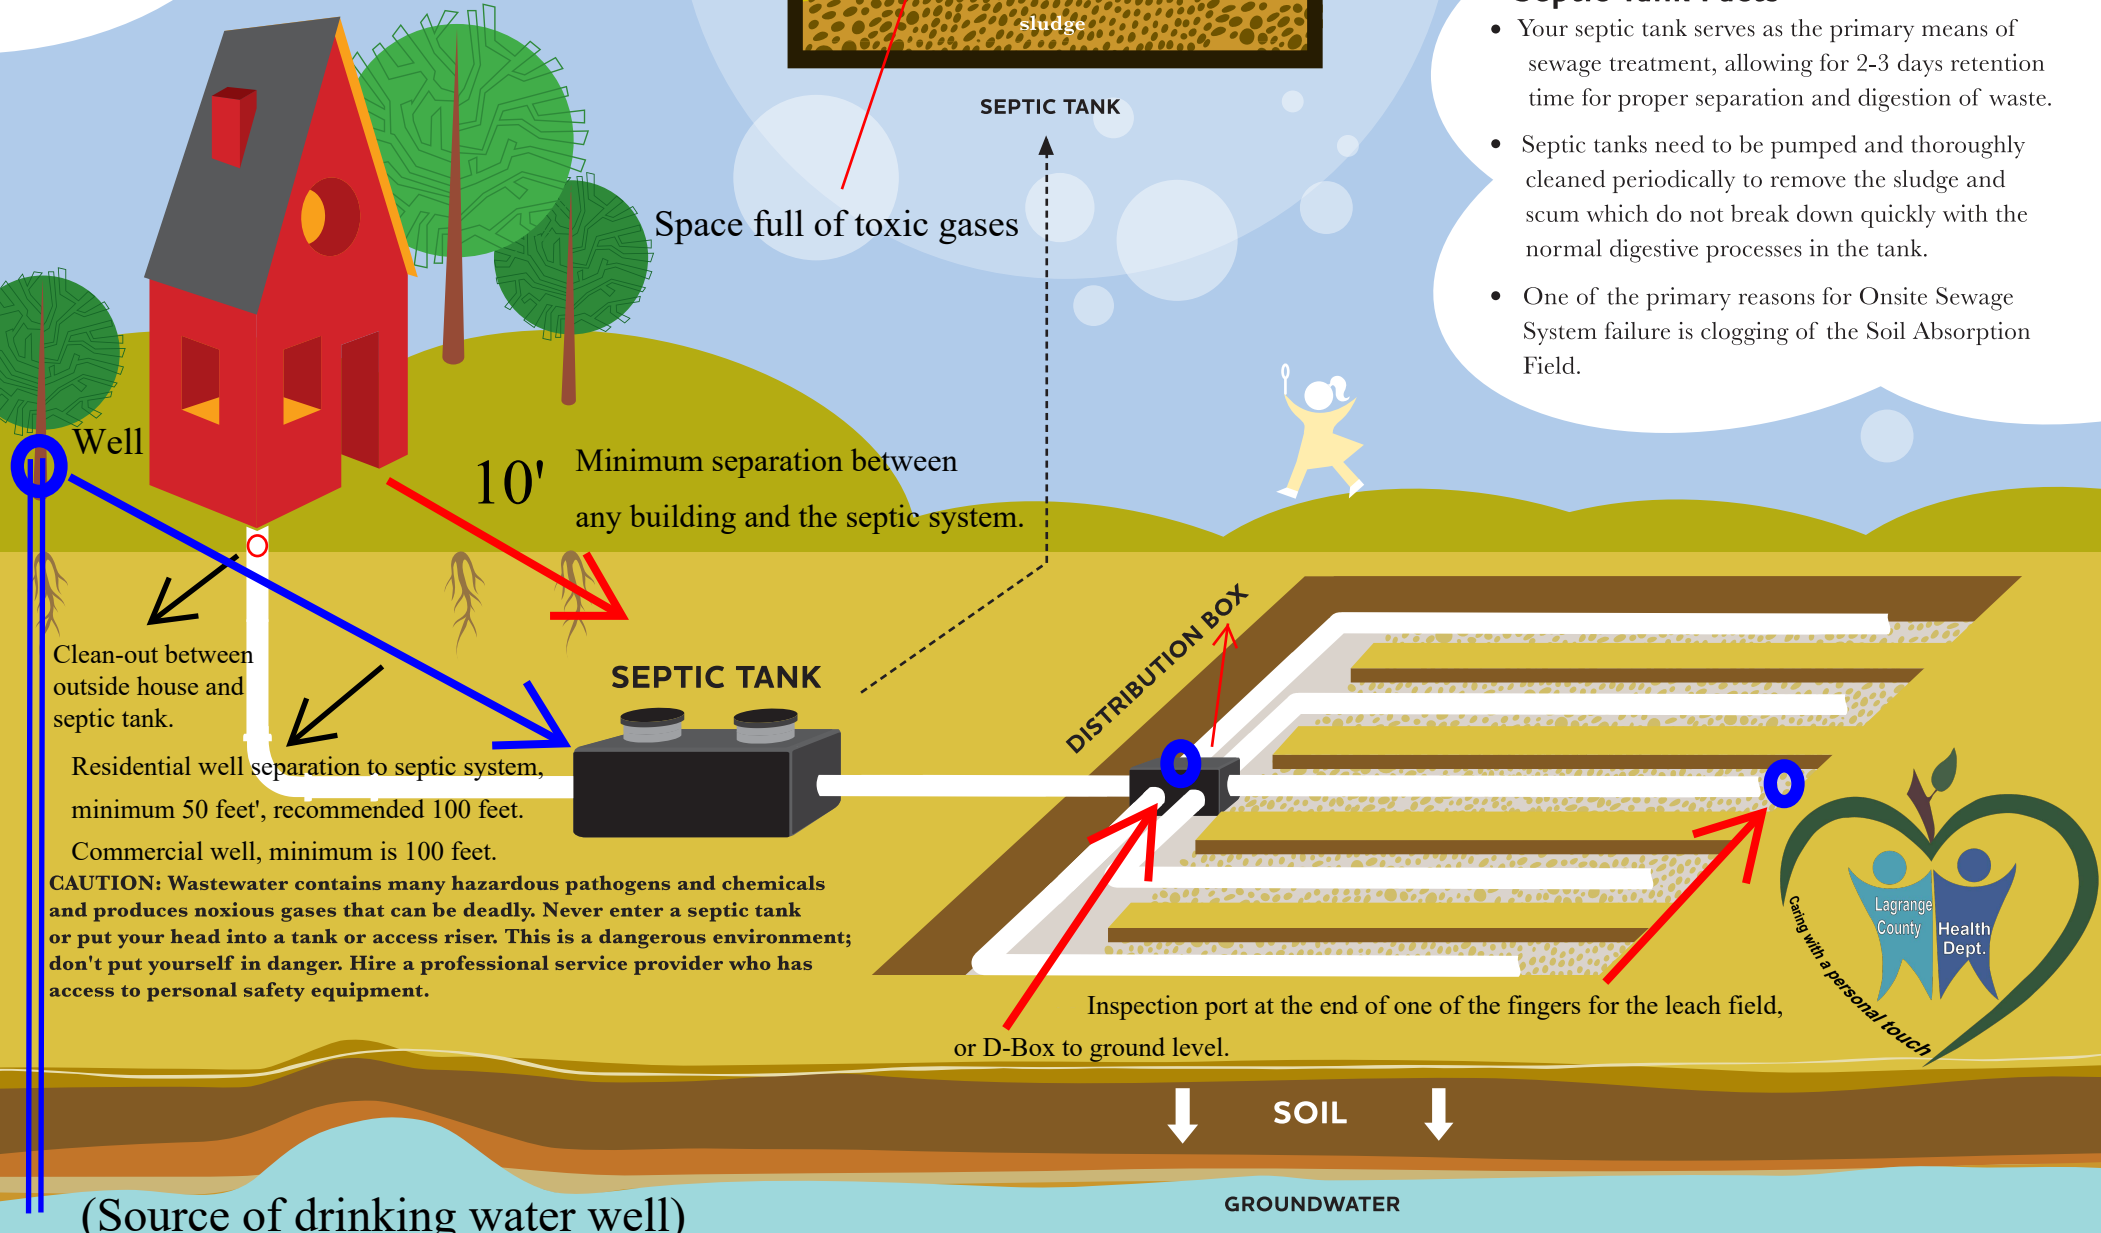 sludge
SEPTIC TANK
Space full of toxic gases
Septic Tank Facts
• Your septic tank serves as the primary means of
sewage treatment, allowing for 2-3 days retention
time for proper separation and digestion of waste.
• Septic tanks need to be pumped and thoroughly
cleaned periodically to remove the sludge and
scum which do not break down quickly with the
normal digestive processes in the tank.
• One of the primary reasons for Onsite Sewage
System failure is clogging of the Soil Absorption
Field.
Well
10'
Minimum separation between
any building and the septic system.
Clean-out between
outside house and
septic tank.
SEPTIC TANK
DISTRIBUTION BOX
Residential well separation to septic system,
minimum 50 feet', recommended 100 feet.
Commercial well, minimum is 100 feet.
CAUTION: Wastewater contains many hazardous pathogens and chemicals
and produces noxious gases that can be deadly. Never enter a septic tank
or put your head into a tank or access riser. This is a dangerous environment;
don't put yourself in danger. Hire a professional service provider who has
access to personal safety equipment.
Lagrange
County
Health
Dept.
Caring with a personal touch
Inspection port at the end of one of the fingers for the leach field,
or D-Box to ground level.
SOIL
GROUNDWATER
(Source of drinking water well)